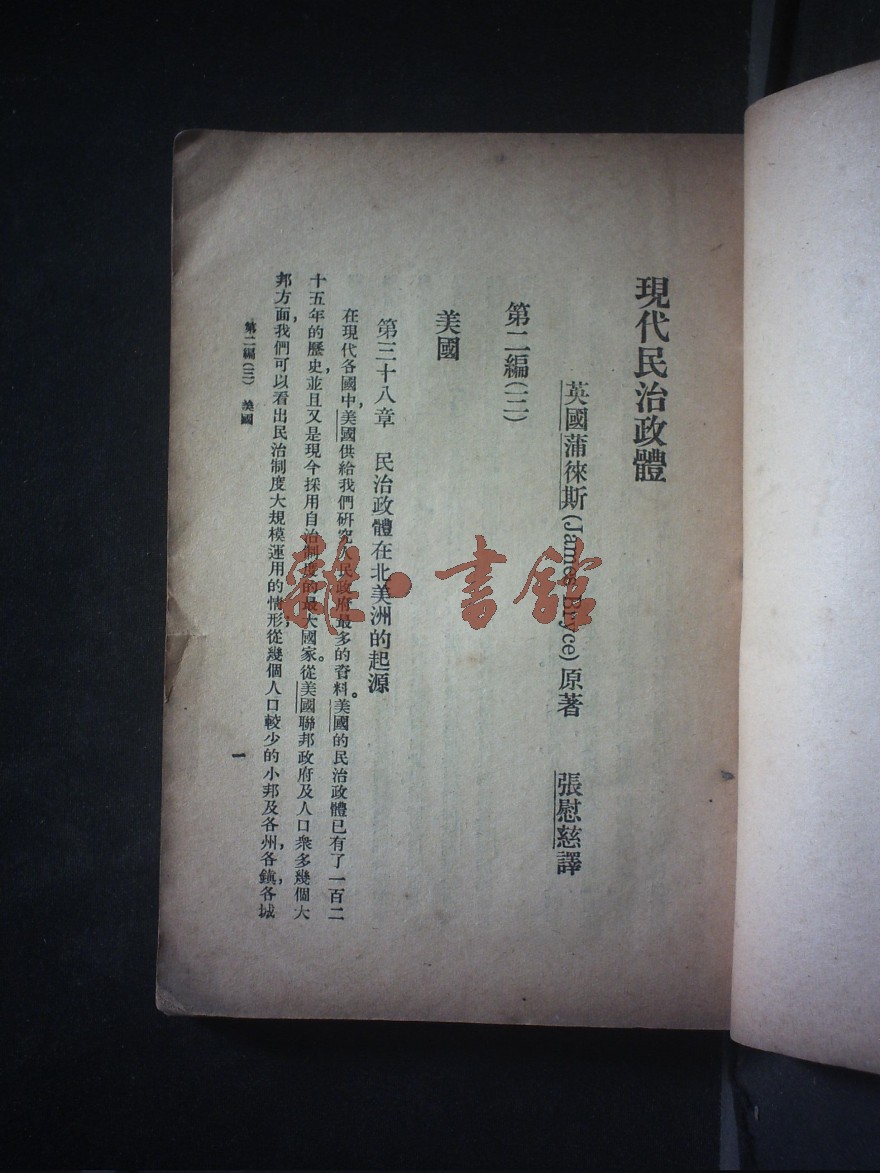 現代民治政體
英國蒲徠斯(James Bryce)原著　張慰慈譯
第二編(三)
美國
第三十八章　民治政體在北美洲的起源
在現代各國中，美國供給我們研究人民政府最多的資料。美國的民治政體已有了一百二
十五年的歷史，並且又是現今採用自治制度的最大國家。從美國聯邦政府及人口衆多幾個大
邦方面，我們可以看出民治制度大規模運用的情形；從幾個人口較少的小邦及各州，各鎮，各城
第二編(三)　美國
一
雜·書館